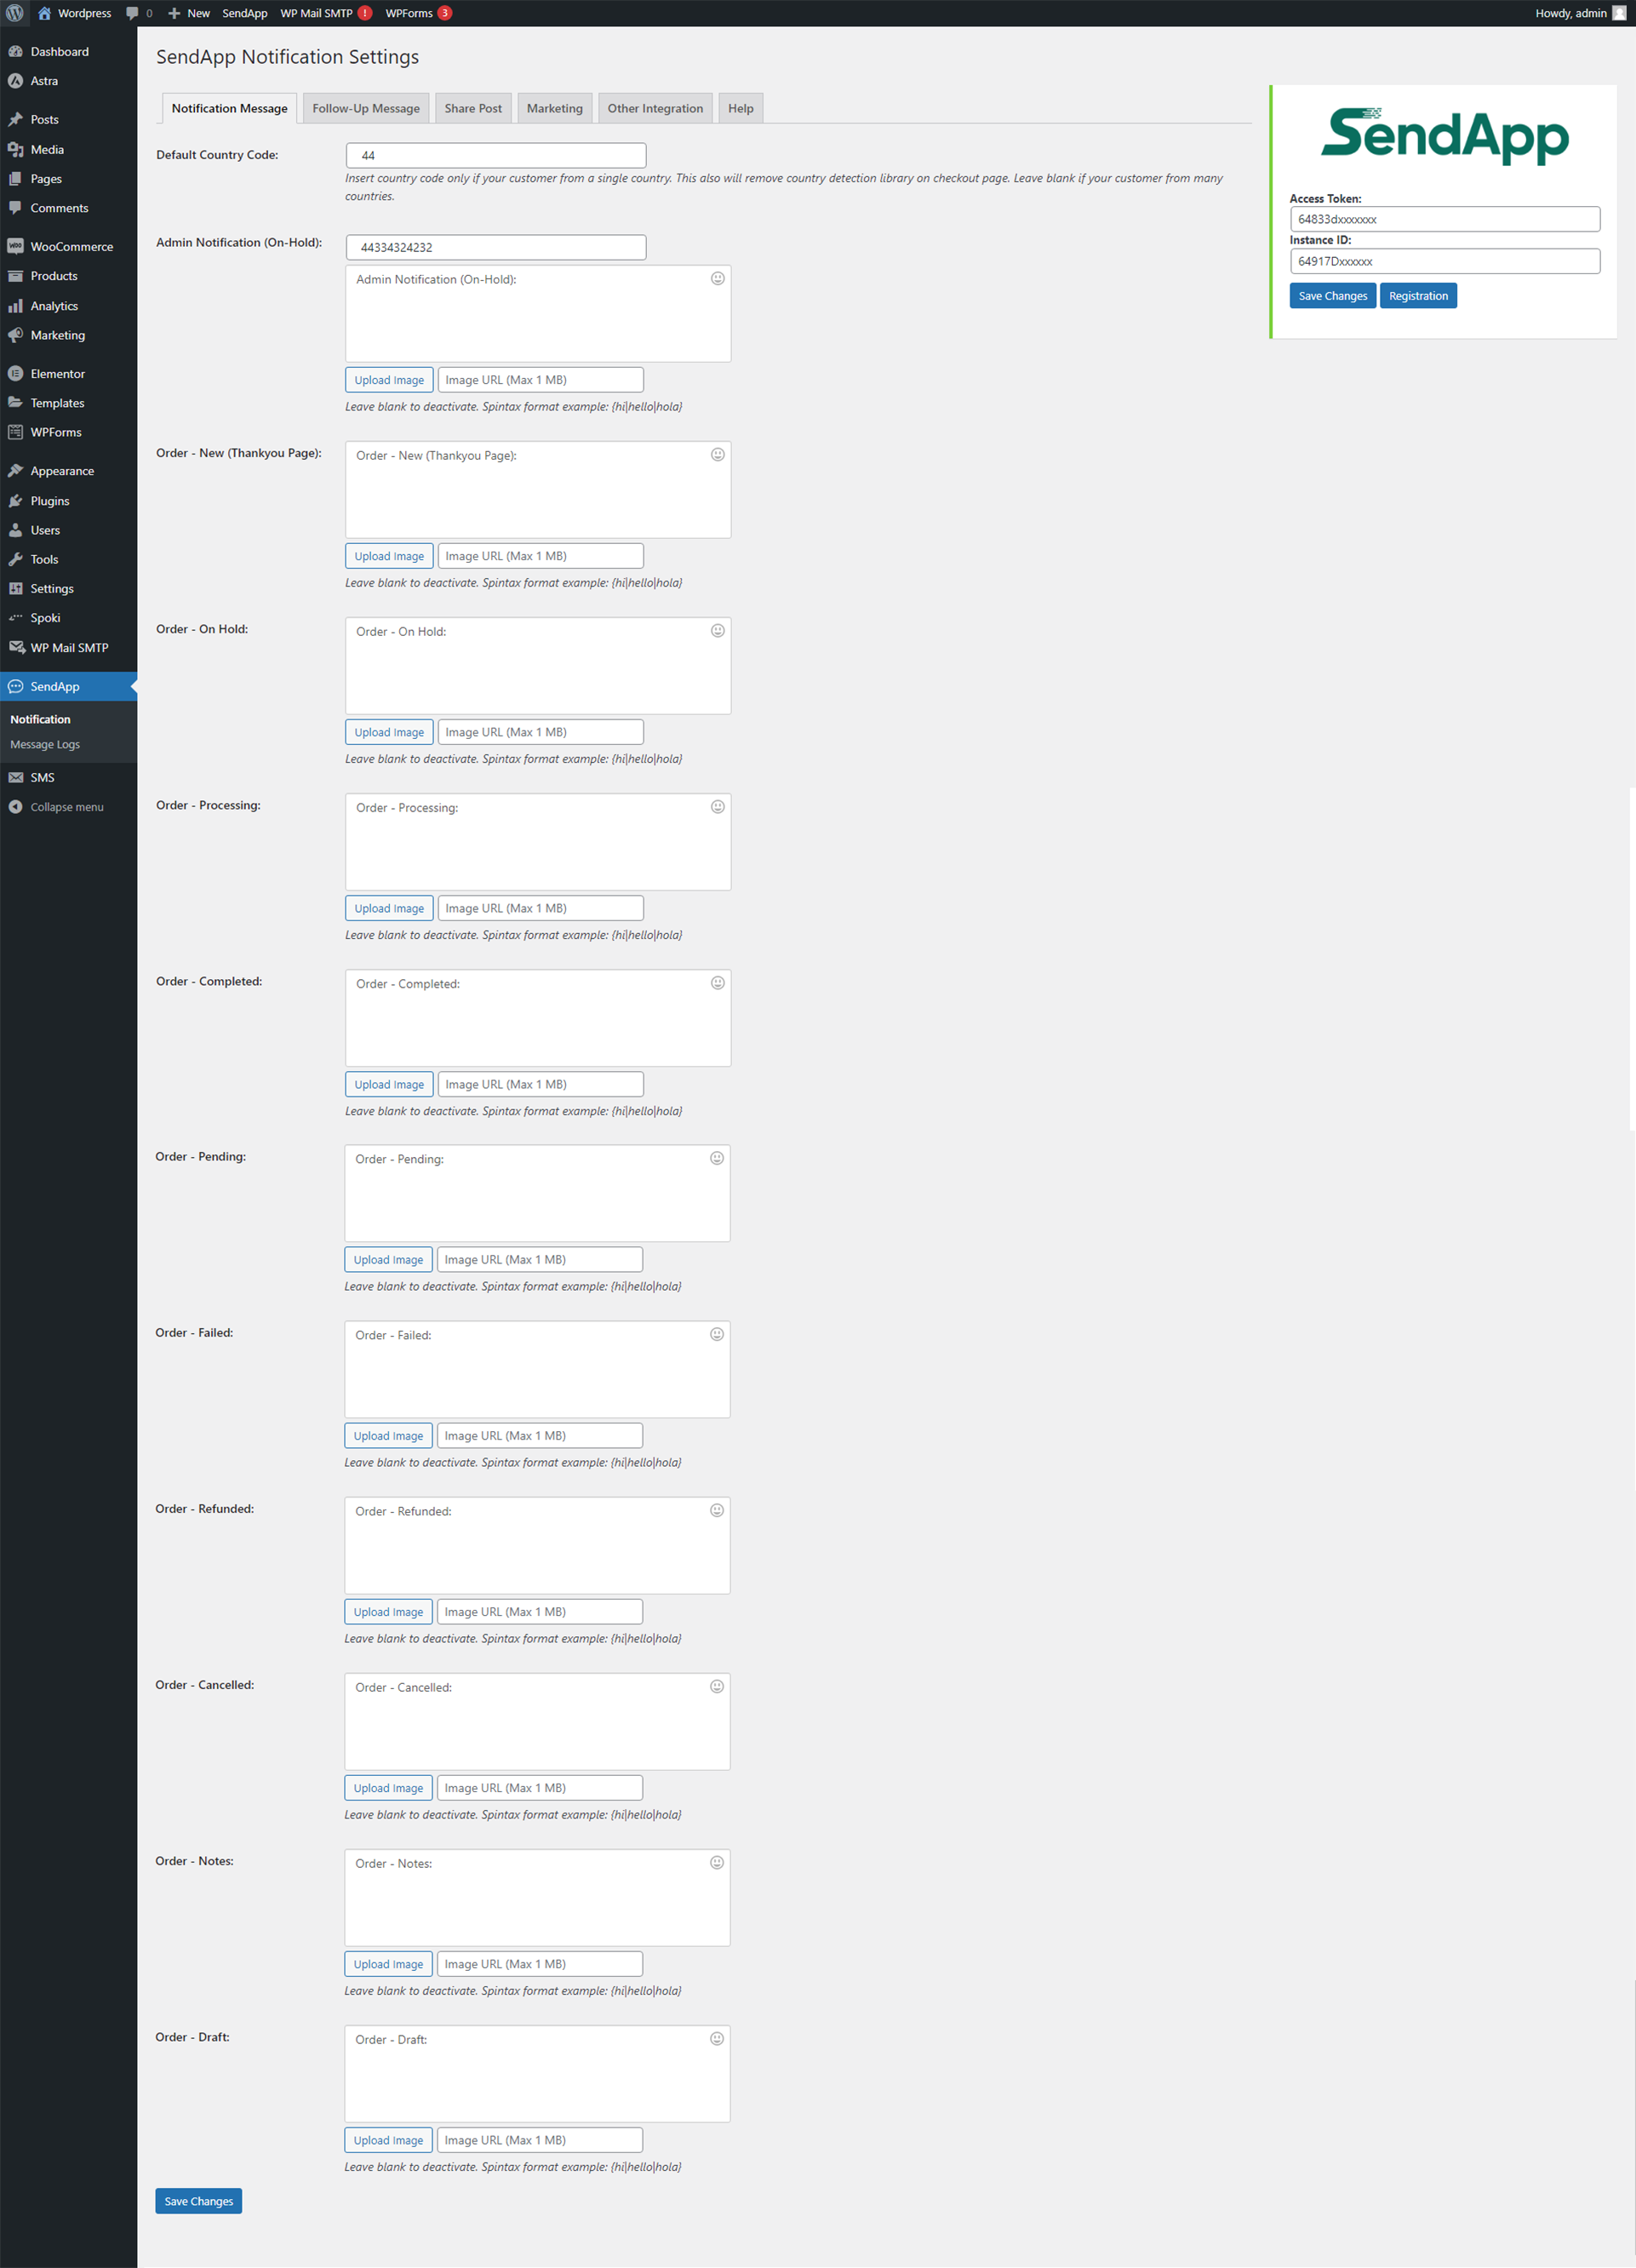 Wordpress 0 New SendApp WP Mail SMTP ! WPForms 3 Howdy, admin
Dashboard
Astra
Posts
Media
Pages
Comments
WooCommerce
Products
Analytics
Marketing
Elementor
Templates
WPForms
Appearance
Plugins
Users
Tools
Settings
Spoki
WP Mail SMTP
SendApp
Notification
Message Logs
SMS
Collapse menu
SendApp Notification Settings
Notification Message Follow-Up Message Share Post Marketing Other Integration Help
Default Country Code: 44
Insert country code only if your customer from a single country. This also will remove country detection library on checkout page. Leave blank if your customer from many
countries.
Admin Notification (On-Hold): 44334324232
Admin Notification (On-Hold):
Upload Image Image URL (Max 1 MB)
Leave blank to deactivate. Spintax format example: {hi|hello|hola}
Order - New (Thankyou Page): Order - New (Thankyou Page):
Upload Image Image URL (Max 1 MB)
Leave blank to deactivate. Spintax format example: {hi|hello|hola}
Order - On Hold: Order - On Hold:
Upload Image Image URL (Max 1 MB)
Leave blank to deactivate. Spintax format example: {hi|hello|hola}
Order - Processing: Order - Processing:
Upload Image Image URL (Max 1 MB)
Leave blank to deactivate. Spintax format example: {hi|hello|hola}
Order - Completed: Order - Completed:
Upload Image Image URL (Max 1 MB)
Leave blank to deactivate. Spintax format example: {hi|hello|hola}
Order - Pending: Order - Pending:
Upload Image Image URL (Max 1 MB)
Leave blank to deactivate. Spintax format example: {hi|hello|hola}
Order - Failed: Order - Failed:
Upload Image Image URL (Max 1 MB)
Leave blank to deactivate. Spintax format example: {hi|hello|hola}
Order - Refunded: Order - Refunded:
Upload Image Image URL (Max 1 MB)
Leave blank to deactivate. Spintax format example: {hi|hello|hola}
Order - Cancelled: Order - Cancelled:
Upload Image Image URL (Max 1 MB)
Leave blank to deactivate. Spintax format example: {hi|hello|hola}
Order - Notes: Order - Notes:
Upload Image Image URL (Max 1 MB)
Leave blank to deactivate. Spintax format example: {hi|hello|hola}
Order - Draft: Order - Draft:
Upload Image Image URL (Max 1 MB)
Leave blank to deactivate. Spintax format example: {hi|hello|hola}
Save Changes
SendApp
Access Token:
64833dxxxxxxx
Instance ID:
64917Dxxxxxx
Save Changes Registration